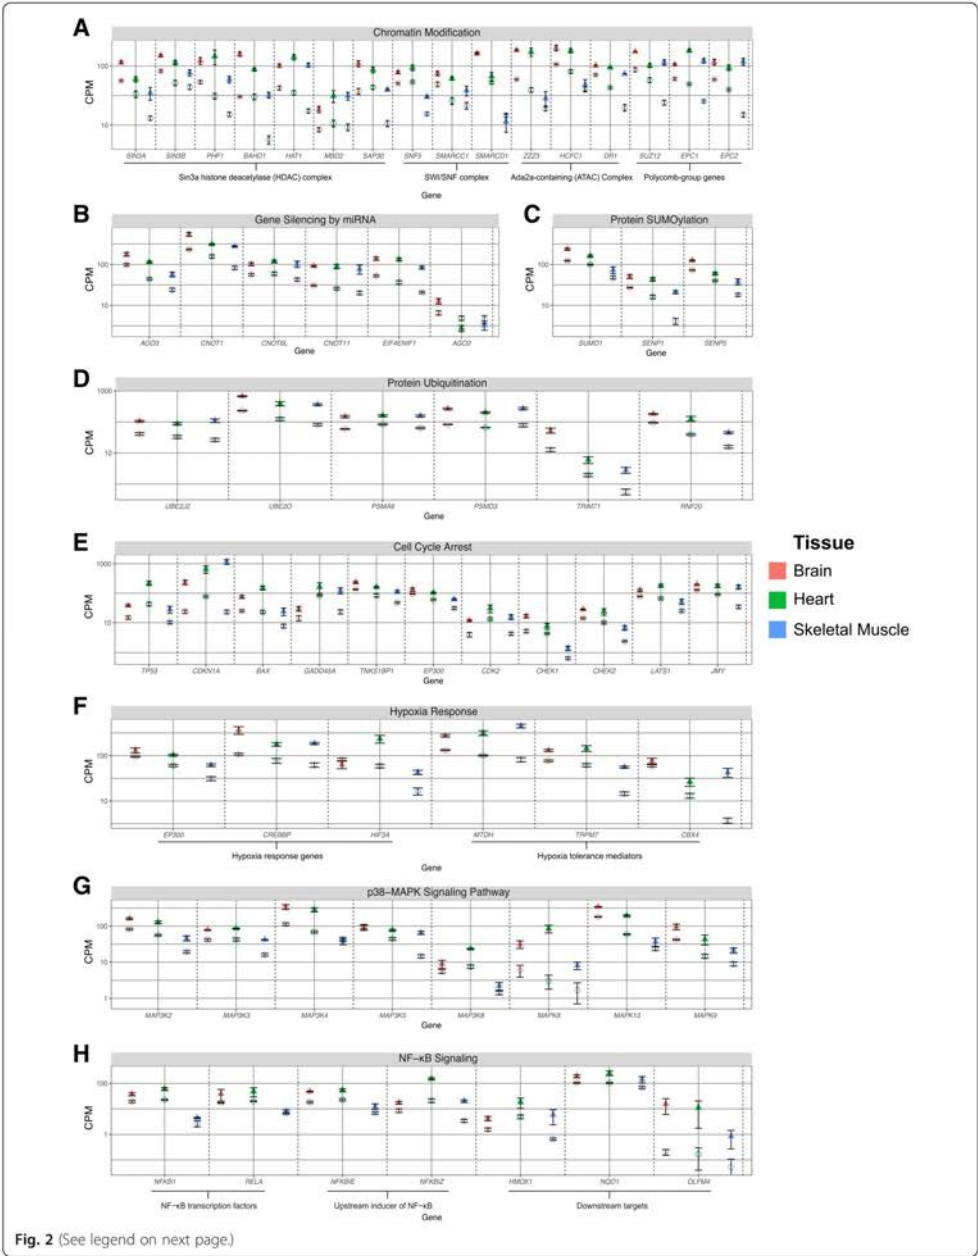 A
Chromatin Modification
CPM
100
10
SIN3A SIN3B PHF1 BAHD1 HAT1 MBD2 SAP30 SNF5 SMARCC1 SMARCD1 ZZZ3 HCFC1 DR1 SUZ12 EPC1 EPC2
Sin3a histone deacetylase (HDAC) complex SWI/SNF complex Ada2a-containing (ATAC) Complex Polycomb-group genes
Gene
B
Gene Silencing by miRNA
CPM
100
10
AGO3 CNOT1 CNOT6L CNOT11 EIF4ENIF1 AGO2
Gene
C
Protein SUMOylation
CPM
100
10
SUMO1 SENP1 SENP5
Gene
D
Protein Ubiquitination
CPM
1000
10
UBE2J2 UBE2O PSMA6 PSMD3 TRIM71 RNF20
Gene
E
Cell Cycle Arrest
CPM
1000
10
TP53 CDKN1A BAX GADD45A TNKS1BP1 EP300 CDK2 CHEK1 CHEK2 LATS1 JMY
Gene
Tissue
Brain
Heart
Skeletal Muscle
F
Hypoxia Response
CPM
100
10
EP300 CREBBP HIF3A MTDH TRPM7 CBX4
Hypoxia response genes Hypoxia tolerance mediators
Gene
G
p38−MAPK Signaling Pathway
CPM
100
10
1
MAP3K2 MAP3K3 MAP3K4 MAP3K5 MAP3K8 MAPK8 MAPK13 MAPK9
Gene
H
NF−κB Signaling
CPM
100
1
NFKB1 RELA NFKBIE NFKBIZ HMOX1 NQO1 OLFM4
NF−κB transcription factors Upstream inducer of NF−κB Downstream targets
Gene
Fig. 2 (See legend on next page.)